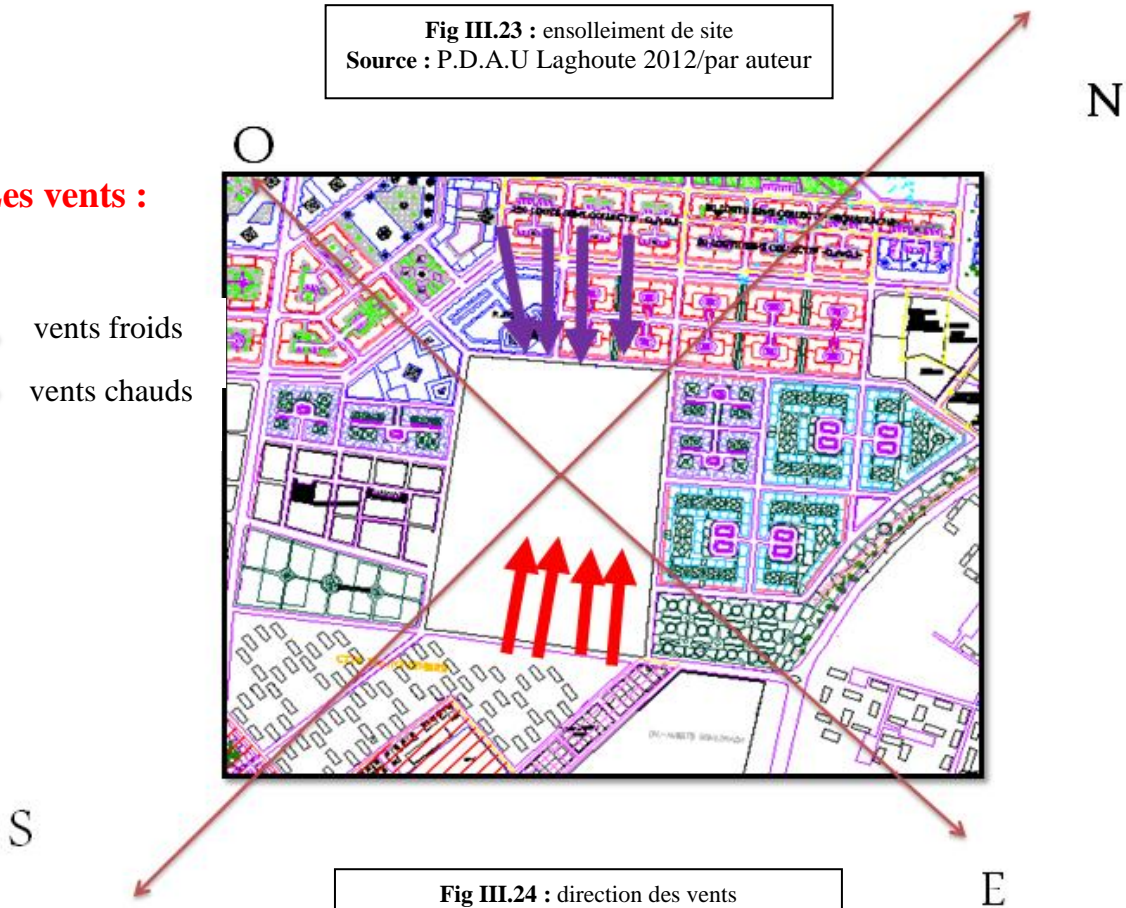 Fig III.23 : ensolleiment de site
Source : P.D.A.U Laghoute 2012/par auteur
N
O
Les vents :
vents froids
vents chauds
S
E
Fig III.24 : direction des vents